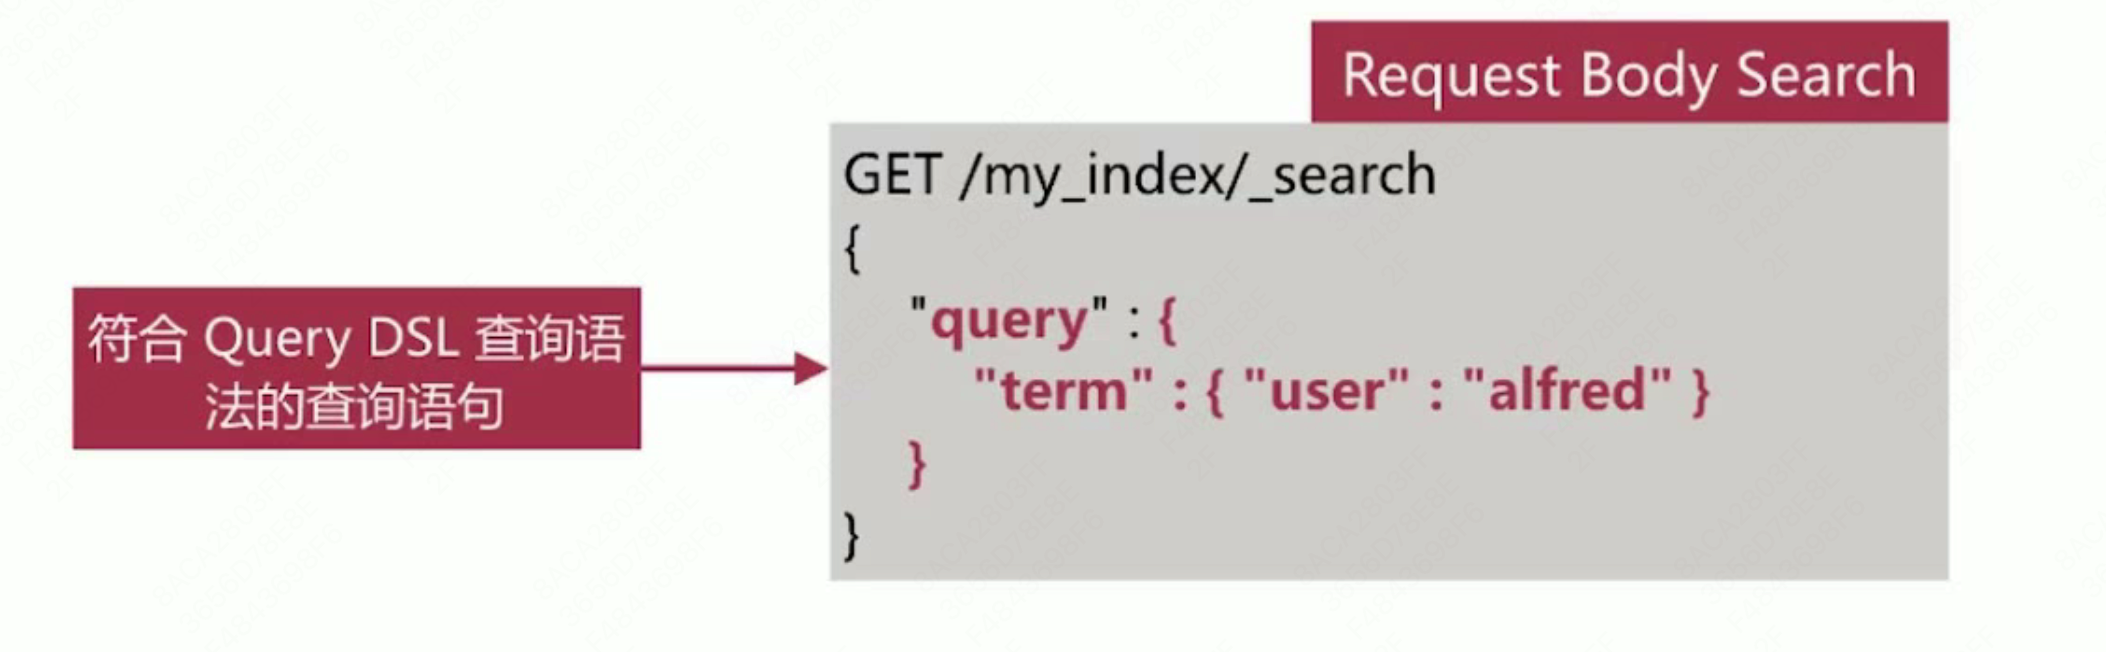 Request Body Search
GET /my_index/_search
{
"query" : {
"term" : { "user" : "alfred" }
}
}
符合 Query DSL 查询语
法的查询语句